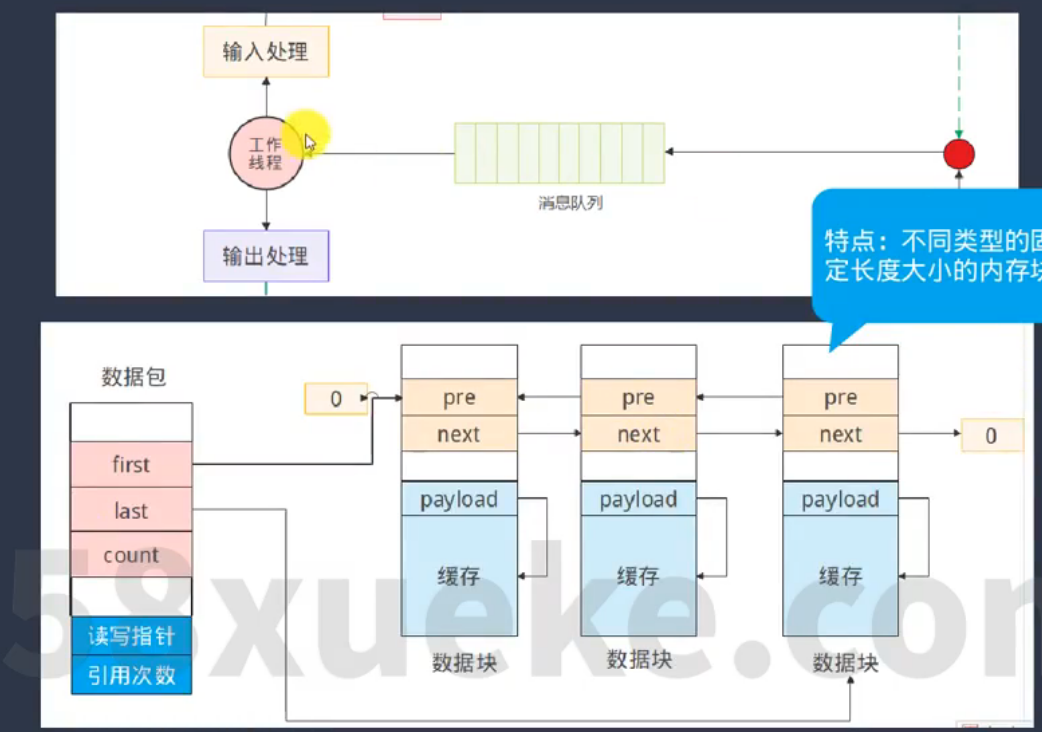 输入处理
工作
线程
消息队列
输出处理
特点：不同类型的固
定长度大小的内存块
数据包
first
last
count
读写指针
引用次数
0
pre
next
payload
缓存
数据块
pre
next
payload
缓存
数据块
pre
next
payload
缓存
数据块
0
58xueke.com